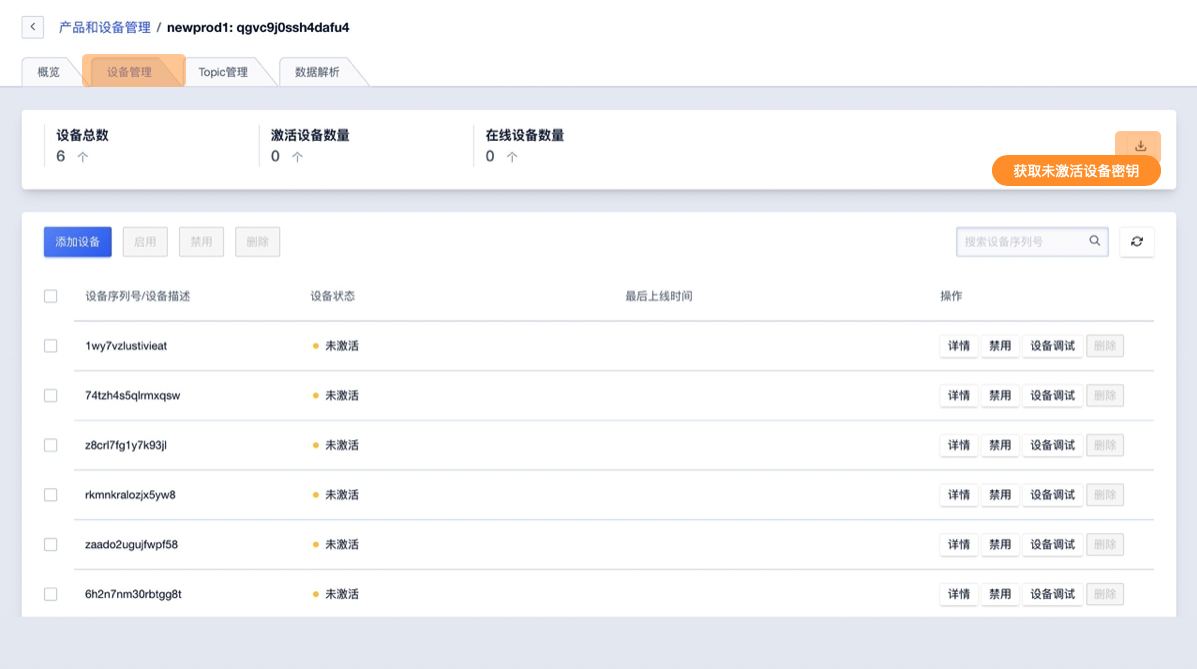 产品和设备管理 / newprod1: qgvc9j0ssh4dafu4
概览 设备管理 Topic管理 数据解析
设备总数 激活设备数量 在线设备数量
6 ↑ 0 ↑ 0 ↑
获取未激活设备密钥
添加设备 启用 禁用 删除 搜索设备序列号
设备序列号/设备描述 设备状态 最后上线时间 操作
1wy7vzlustivieat 未激活 详情 禁用 设备调试 删除
74tzh4s5qlrmxqsw 未激活 详情 禁用 设备调试 删除
z8crl7fg1y7k93jl 未激活 详情 禁用 设备调试 删除
rkmnkralozjx5yw8 未激活 详情 禁用 设备调试 删除
zaado2ugujfwpf58 未激活 详情 禁用 设备调试 删除
6h2n7nm30rbtgg8t 未激活 详情 禁用 设备调试 删除